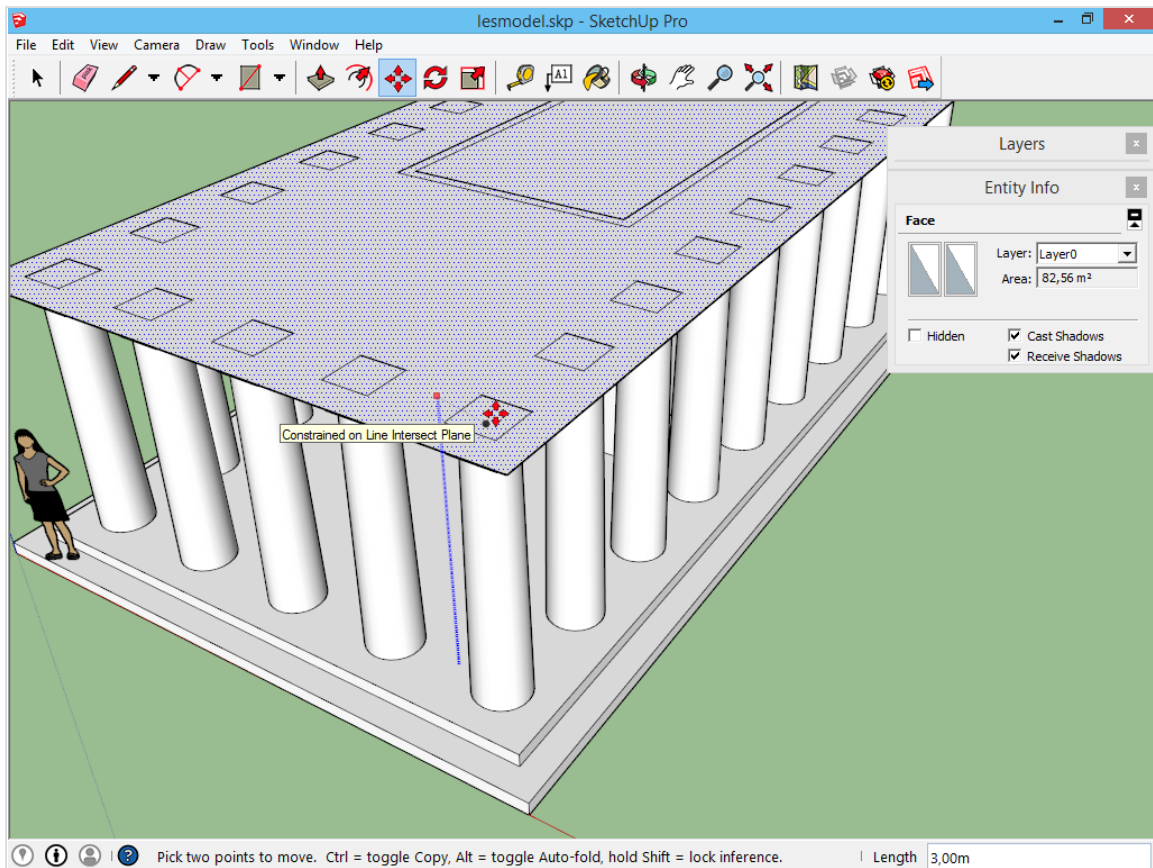 lesmodel.skp - SketchUp Pro
File Edit View Camera Draw Tools Window Help
A1
Layers
Entity Info
Face
Layer: Layer0
Area: 82,56 m²
Hidden
Cast Shadows
Receive Shadows
Constrained on Line Intersect Plane
Pick two points to move. Ctrl = toggle Copy, Alt = toggle Auto-fold, hold Shift = lock inference.
Length 3,00m